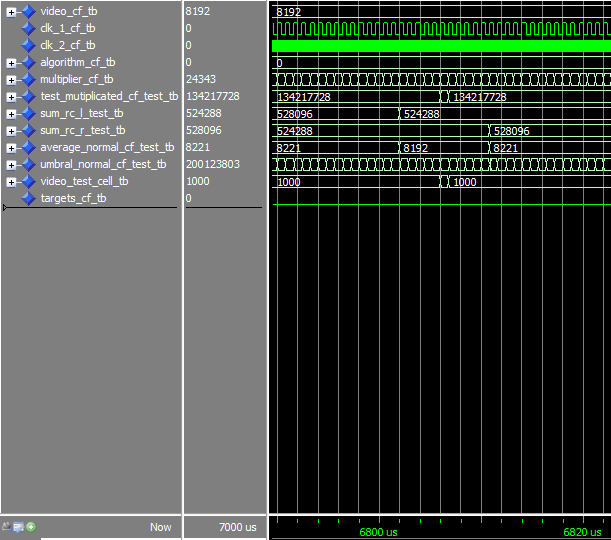 video_cf_tb 8192 8192
clk_1_cf_tb 0
clk_2_cf_tb 0
algorithm_cf_tb 0 0
multiplier_cf_tb 24343
test_mutiplicated_cf_test_tb 134217728 134217728 134217728
sum_rc_l_test_tb 524288 528096 524288
sum_rc_r_test_tb 528096 524288 528096
average_normal_cf_test_tb 8221 8221 8192 8221
umbral_normal_cf_test_tb 200123803
video_test_cell_tb 1000 1000 1000
targets_cf_tb 0
Now 7000 us 6800 us 6820 us